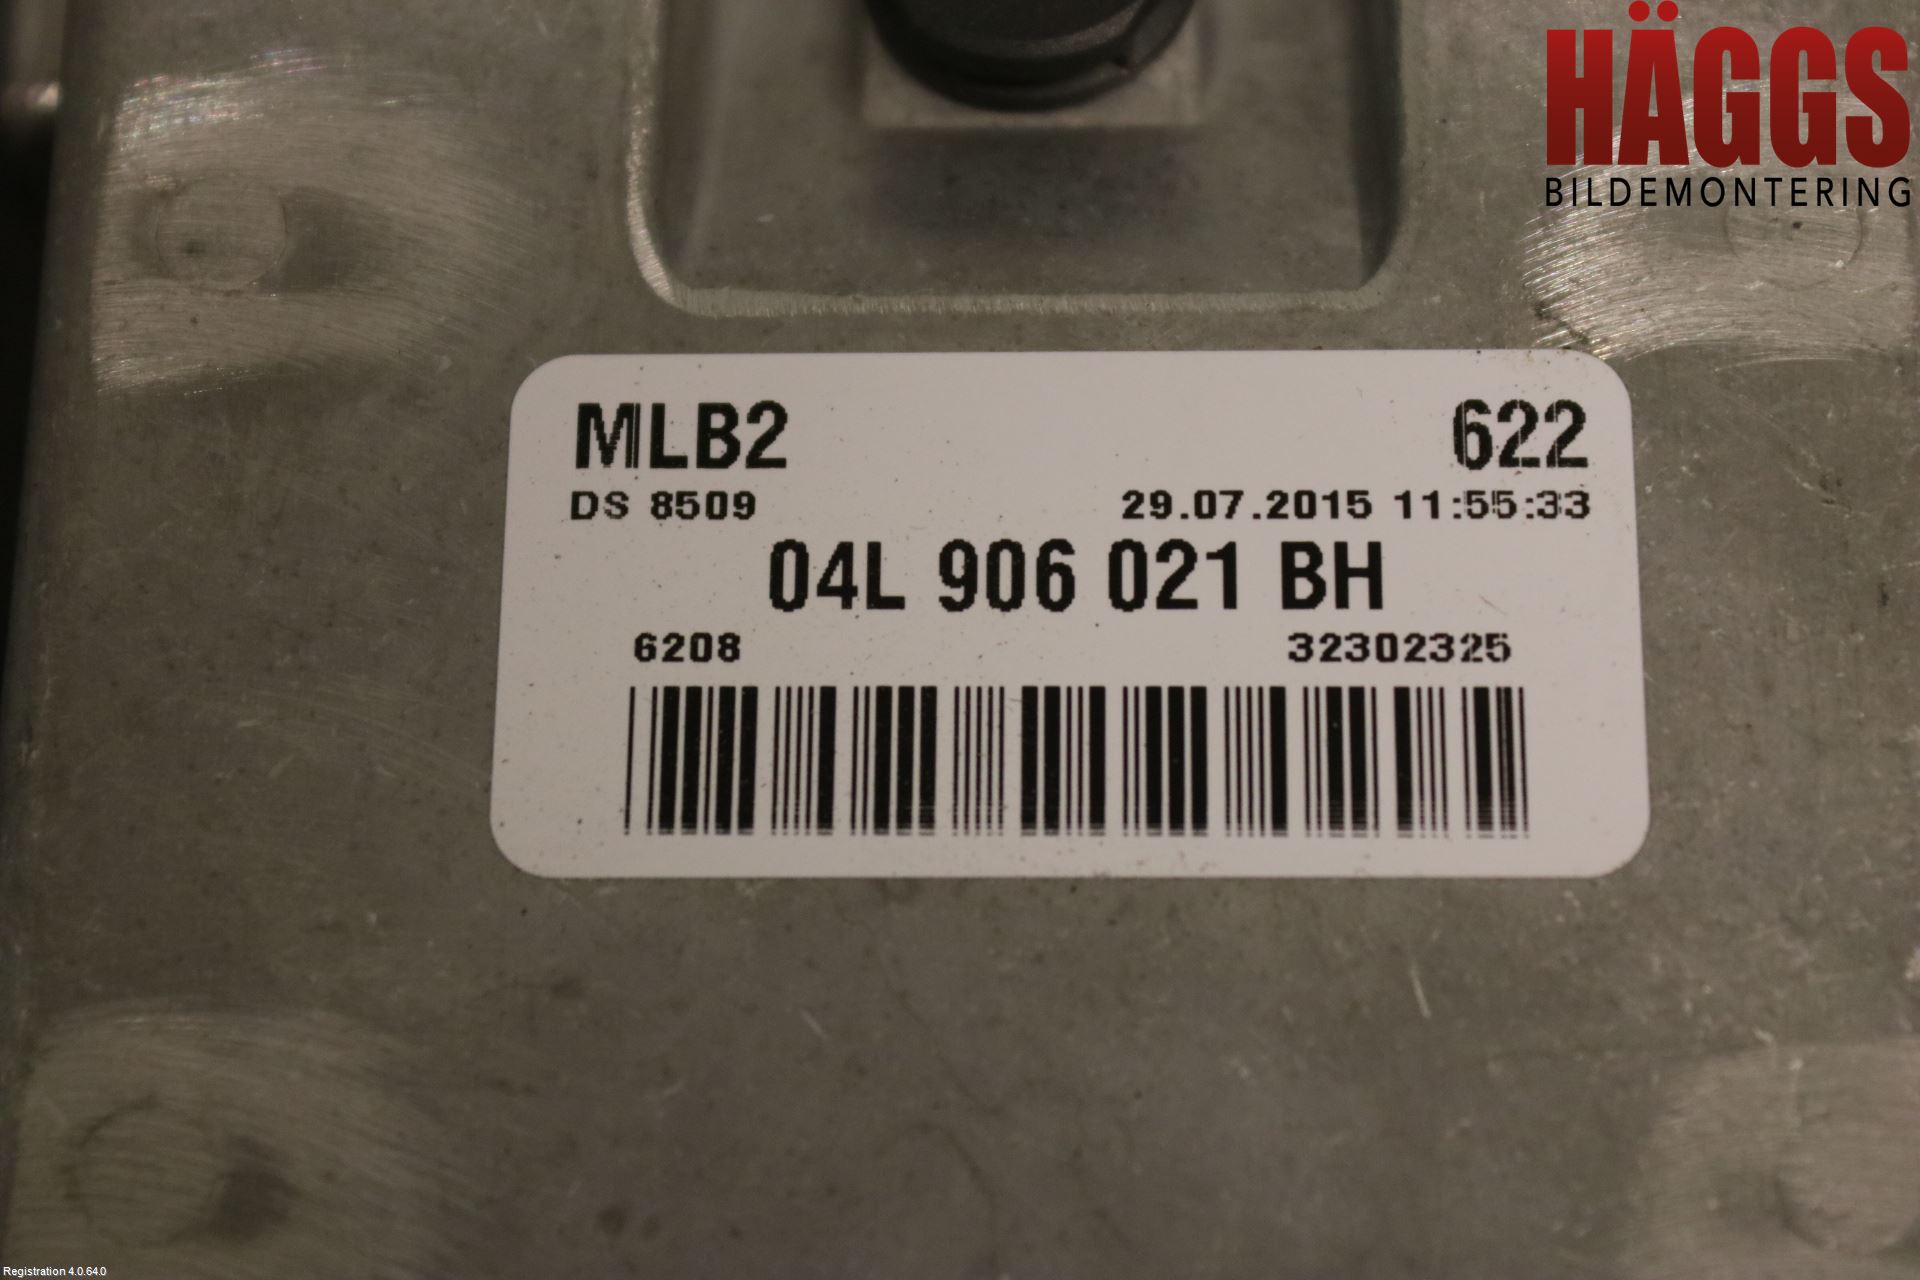 HÄGGS
BILDEMONTERING
MLB2 622
DS 8509 29.07.2015 11:55:33
04L 906 021 BH
6208 32302325
Registration 4.0.64.0